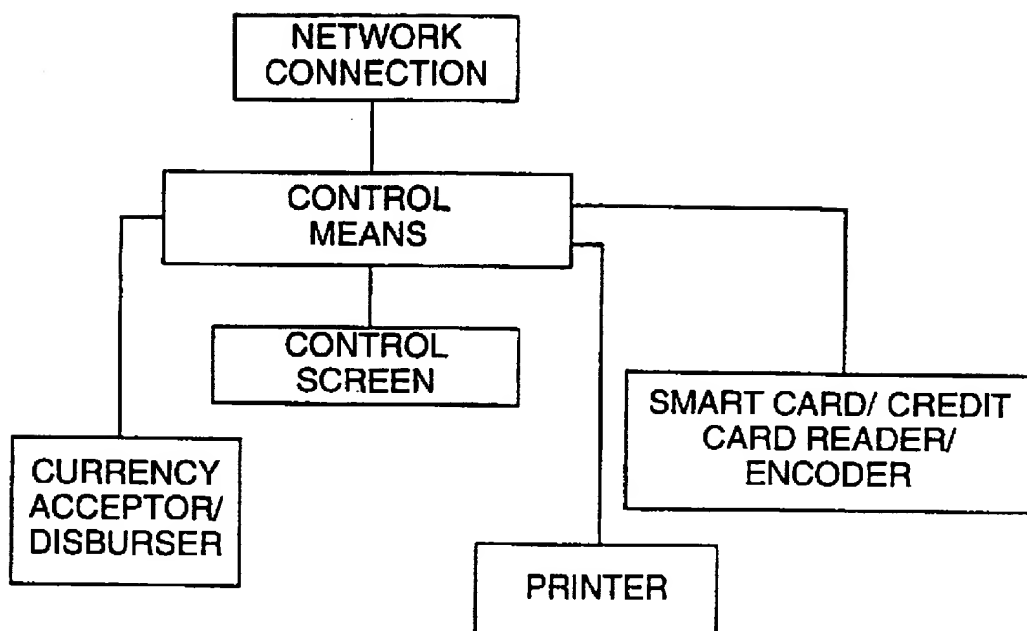 NETWORK
CONNECTION
CONTROL
MEANS
CONTROL
SCREEN
SMART CARD/ CREDIT
CARD READER/
ENCODER
CURRENCY
ACCEPTOR/
DISBURSER
PRINTER